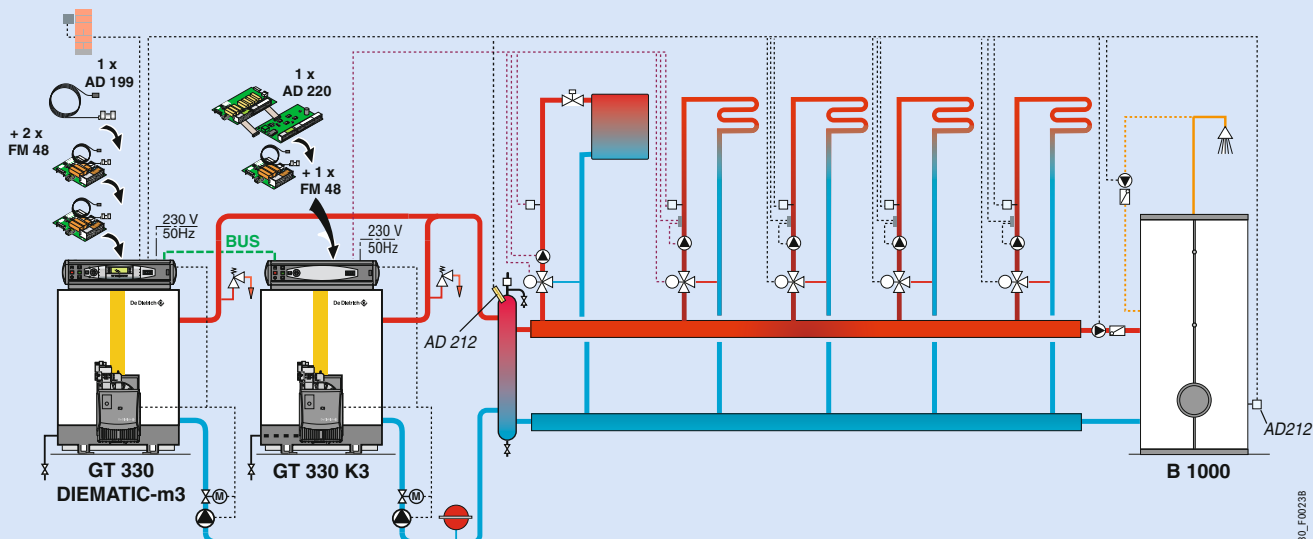 1 x
AD 199
+ 2 x
FM 48
1 x
AD 220
+ 1 x
FM 48
230 V
50Hz
BUS
230 V
50Hz
De Dietrich
De Dietrich
AD 212
AD212
GT 330
DIEMATIC-m3
GT 330 K3
B 1000
M
M